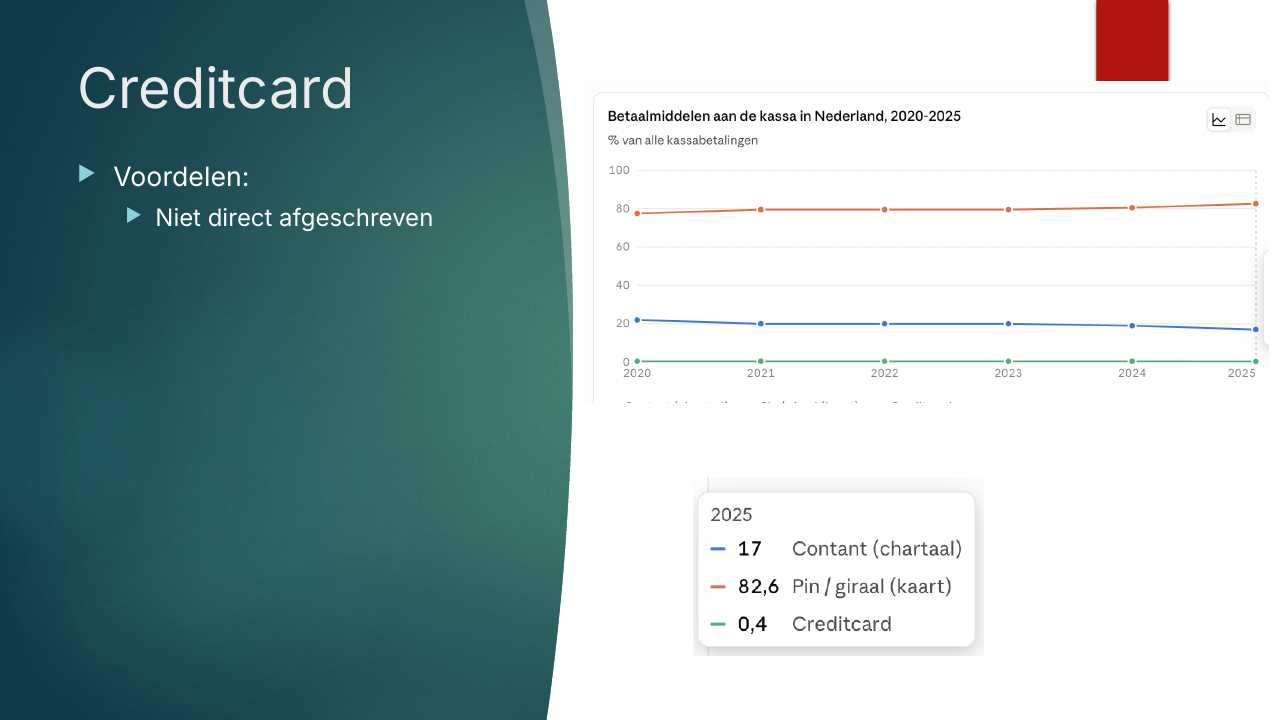 Creditcard
Voordelen:
Niet direct afgeschreven
Betaalmiddelen aan de kassa in Nederland, 2020-2025
% van alle kassabetalingen
100
80
60
40
20
0
2020 2021 2022 2023 2024 2025
2025
17 Contant (chartaal)
82,6 Pin / giraal (kaart)
0,4 Creditcard